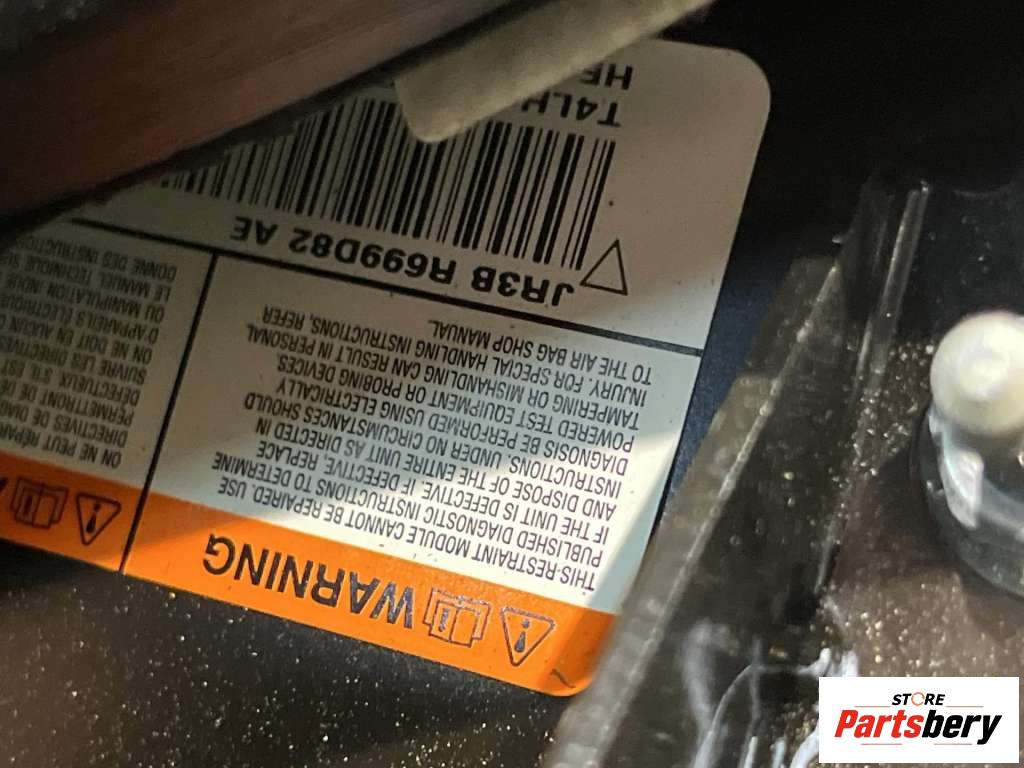 WARNING
THIS RESTRAINT MODULE CANNOT BE REPAIRED. USE
PUBLISHED DIAGNOSTIC INSTRUCTIONS TO DETERMINE
IF THE UNIT IS DEFECTIVE. IF DEFECTIVE, REPLACE
AND DISPOSE OF THE ENTIRE UNIT AS DIRECTED IN
INSTRUCTIONS. UNDER NO CIRCUMSTANCES SHOULD
DIAGNOSIS BE PERFORMED USING ELECTRICALLY
POWERED TEST EQUIPMENT OR PROBING DEVICES.
TAMPERING OR MISHANDLING CAN RESULT IN PERSONAL
INJURY. FOR SPECIAL HANDLING INSTRUCTIONS, REFER
TO THE AIR BAG SHOP MANUAL.
ON NE PEUT RÉPAR
DIRECTIVES DE DIAG
PERMETTRONT DE
DÉFECTUEUX. S'IL EST
SUIVRE LES DIRECTIVES
ON NE DOIT EN AUCUN C
D'APPAREILS ÉLECTRIQUE
OU MANIPULATION INDUE
LE MANUEL TECHNIQUE S
DONNE DES INSTRUCTION
JR3B R699D82 AE
T4LH
HE
STORE
Partsbery